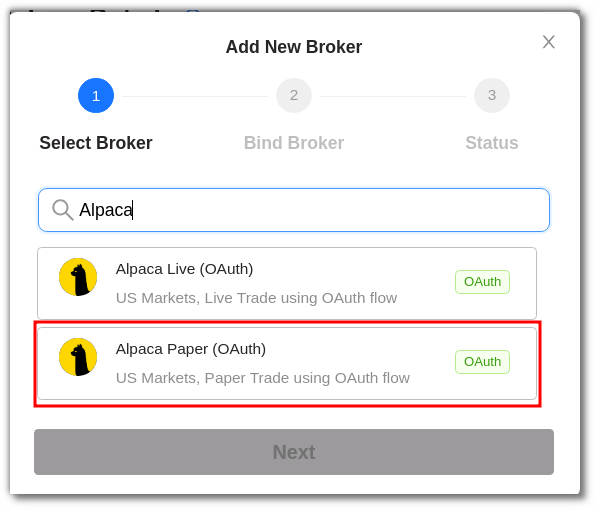 Add New Broker
1
2
3
Select Broker
Bind Broker
Status
Alpaca
Alpaca Live (OAuth)
OAuth
US Markets, Live Trade using OAuth flow
Alpaca Paper (OAuth)
OAuth
US Markets, Paper Trade using OAuth flow
Next